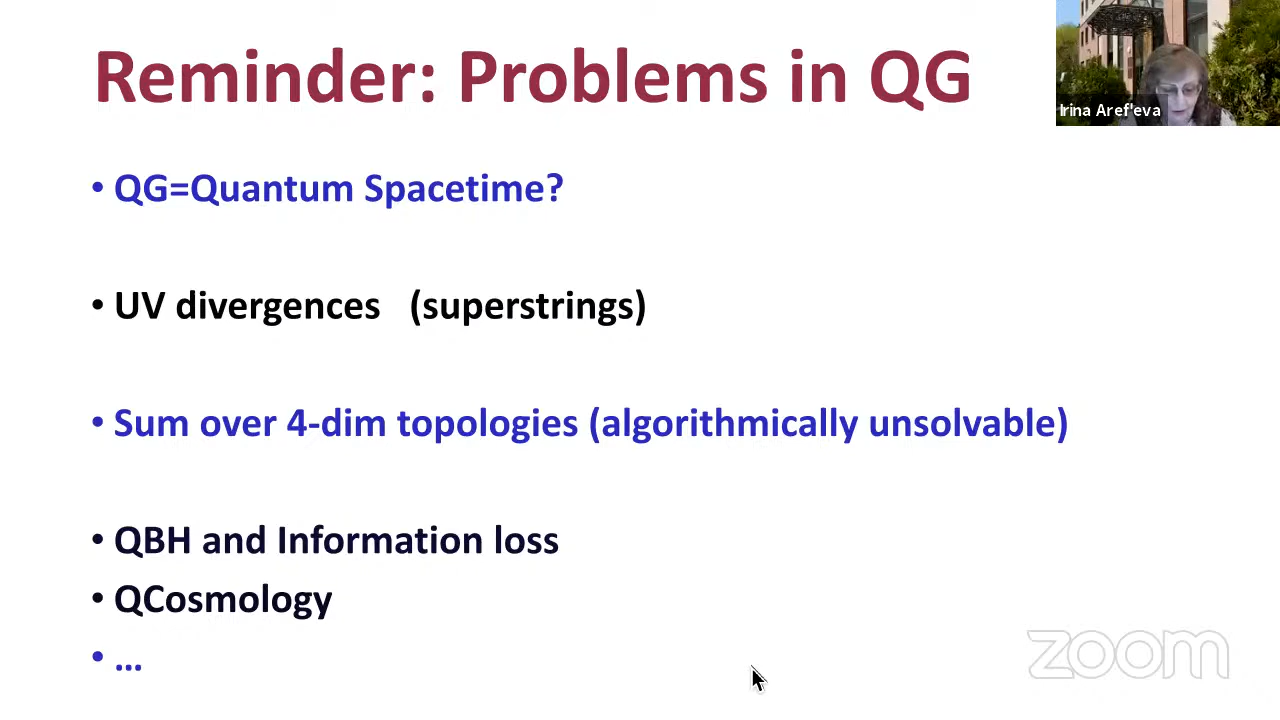 Reminder: Problems in QG
Irina Aref'eva
• QG=Quantum Spacetime?
• UV divergences (superstrings)
• Sum over 4-dim topologies (algorithmically unsolvable)
• QBH and Information loss
• QCosmology
• ...
zoom